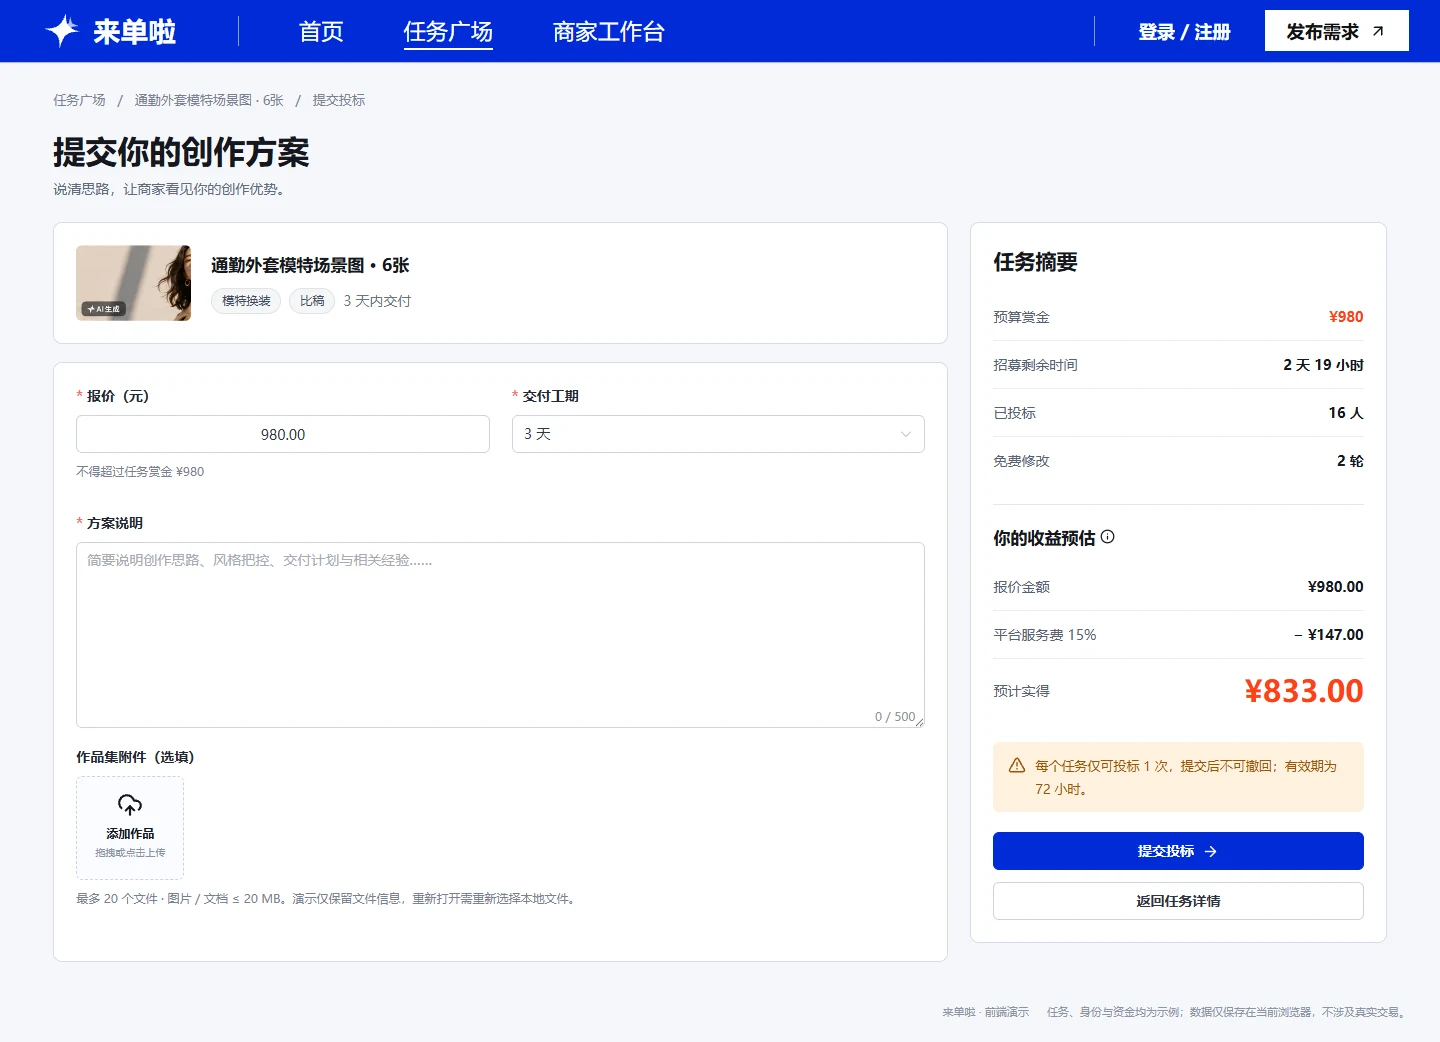 来单啦
首页
任务广场
商家工作台
登录 / 注册
发布需求
任务广场 / 通勤外套模特场景图 · 6张 / 提交投标
提交你的创作方案
说清思路，让商家看见你的创作优势。
AI生成
通勤外套模特场景图 • 6张
模特换装
比稿
3 天内交付
* 报价（元）
980.00
不得超过任务赏金 ¥980
* 交付工期
3 天
* 方案说明
简要说明创作思路、风格把控、交付计划与相关经验……
0 / 500
作品集附件（选填）
添加作品
拖拽或点击上传
最多 20 个文件 · 图片 / 文档 ≤ 20 MB。演示仅保留文件信息，重新打开需重新选择本地文件。
任务摘要
预算赏金 ¥980
招募剩余时间 2 天 19 小时
已投标 16 人
免费修改 2 轮
你的收益预估
报价金额 ¥980.00
平台服务费 15% – ¥147.00
预计实得 ¥833.00
每个任务仅可投标 1 次，提交后不可撤回；有效期为
72 小时。
提交投标 →
返回任务详情
来单啦 · 前端演示 任务、身份与资金均为示例；数据仅保存在当前浏览器，不涉及真实交易。